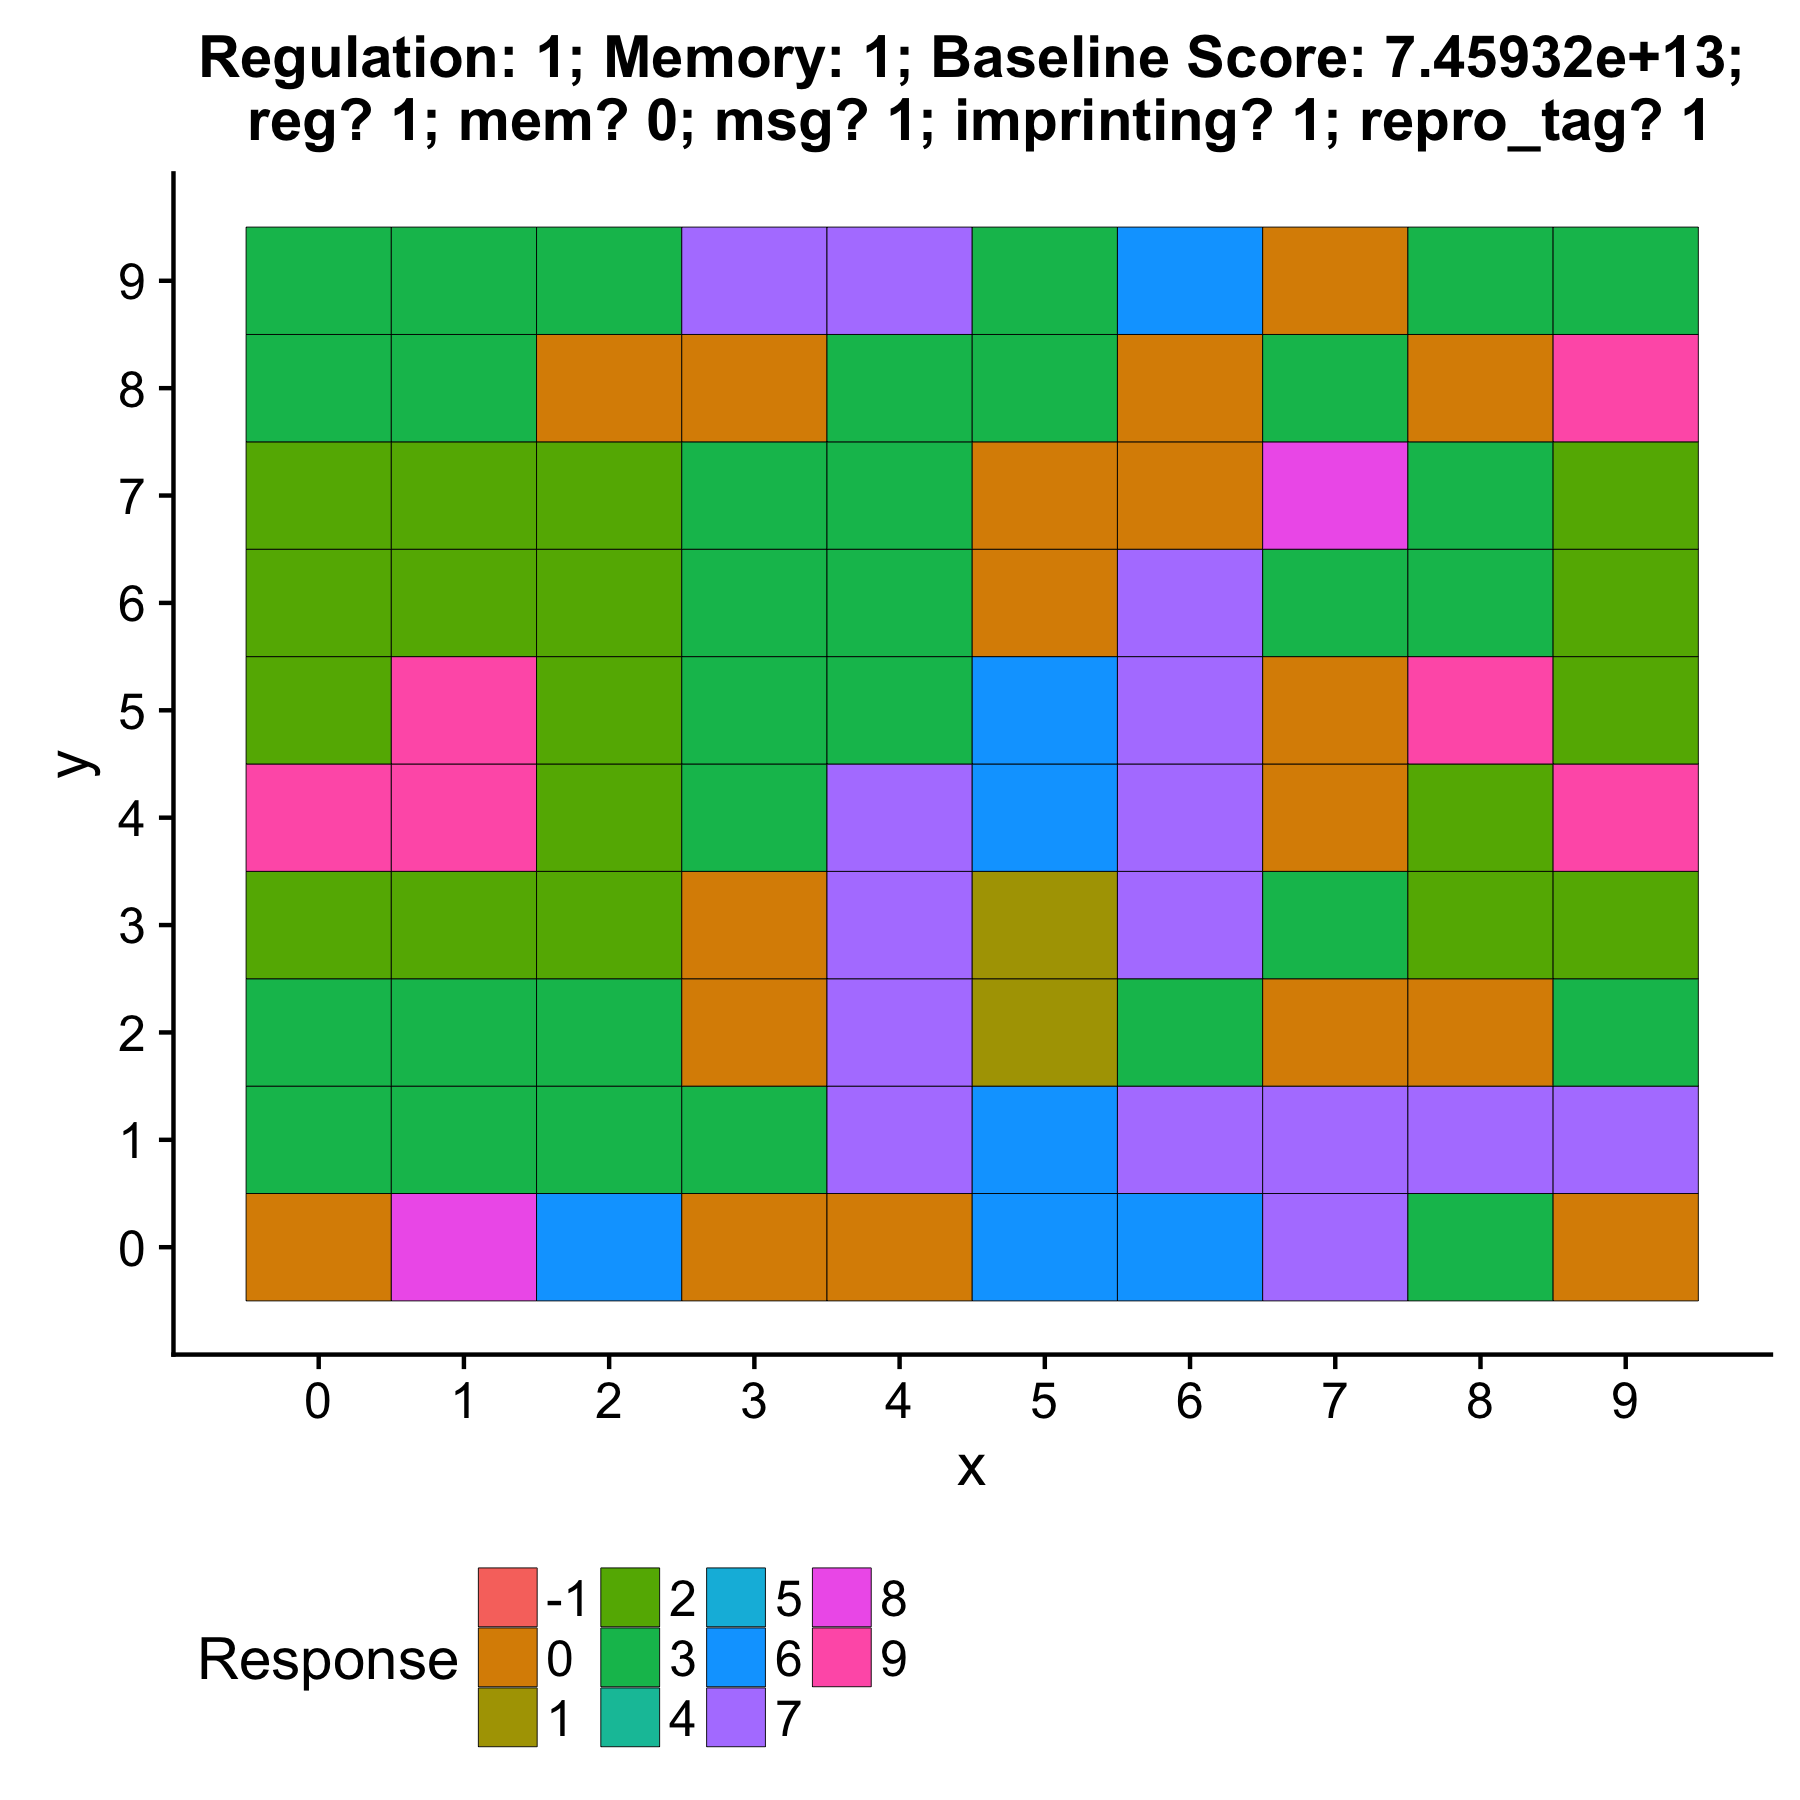 Regulation: 1; Memory: 1; Baseline Score: 7.45932e+13;
reg? 1; mem? 0; msg? 1; imprinting? 1; repro_tag? 1
9
8
7
6
5
4
3
2
1
0
y
0 1 2 3 4 5 6 7 8 9
x
Response
-1 2 5 8
0 3 6 9
1 4 7